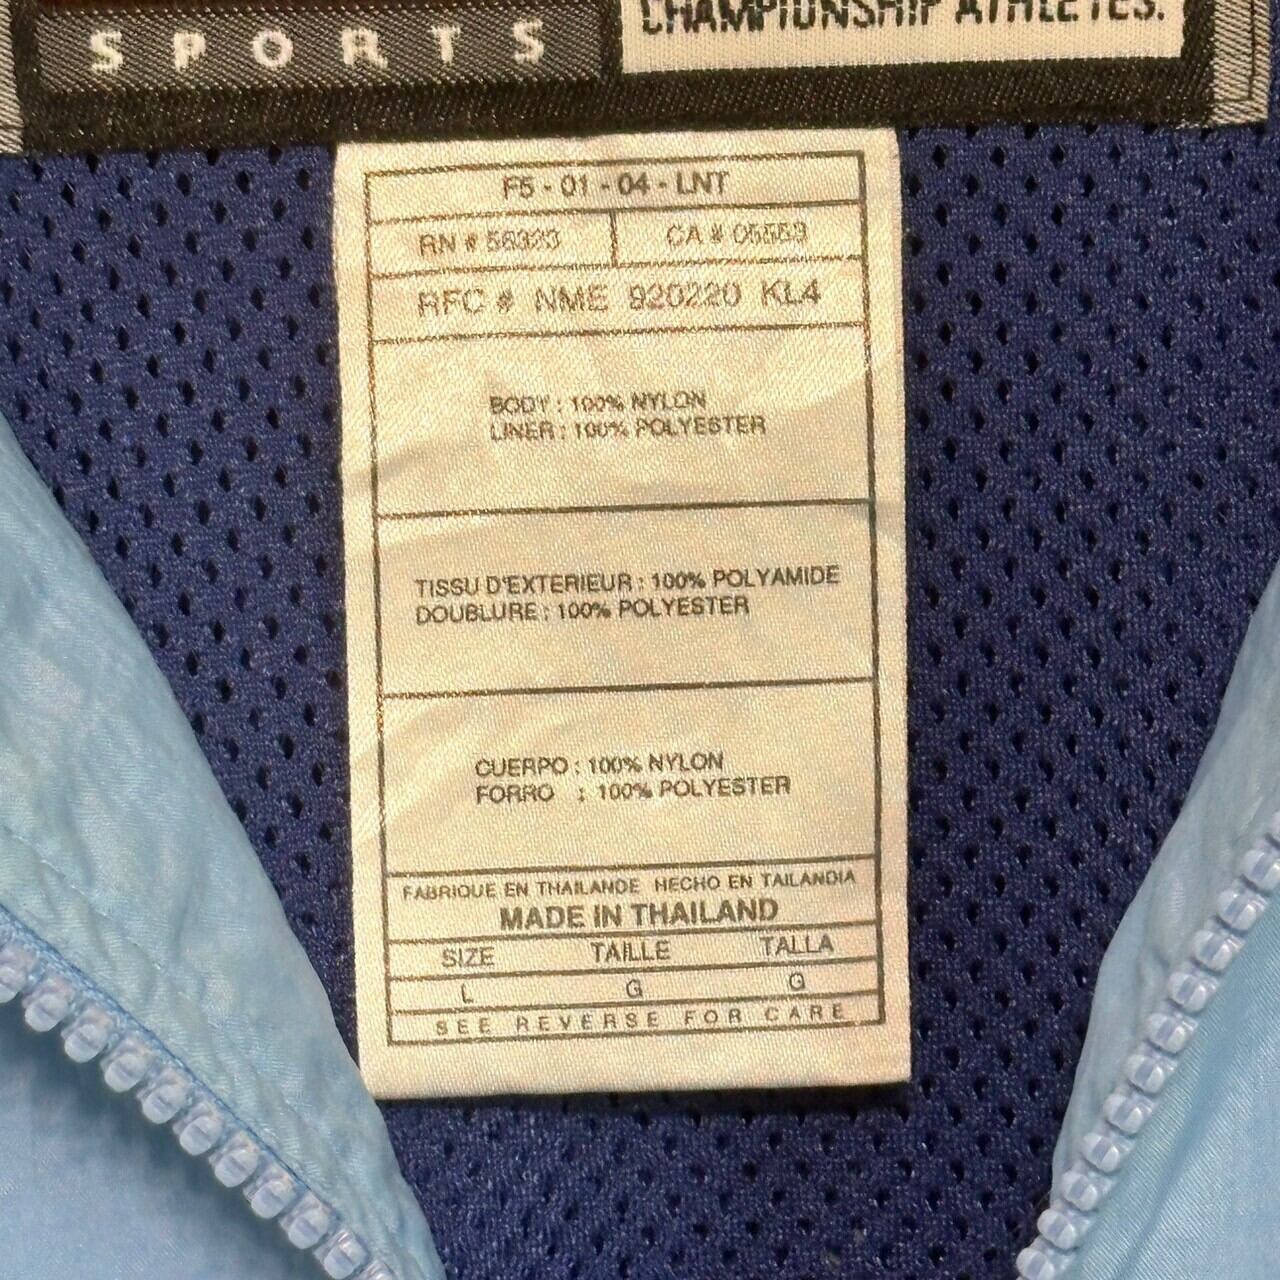 SPORTS
CHAMPIONSHIP ATHLETES.
F5 - 01 - 04 - LNT
RN # 56323 CA # 05553
RFC # NME 920220 KL4
BODY : 100% NYLON
LINER : 100% POLYESTER
TISSU D'EXTERIEUR : 100% POLYAMIDE
DOUBLURE : 100% POLYESTER
CUERPO : 100% NYLON
FORRO : 100% POLYESTER
FABRIQUE EN THAILANDE HECHO EN TAILANDIA
MADE IN THAILAND
SIZE TAILLE TALLA
L G G
SEE REVERSE FOR CARE